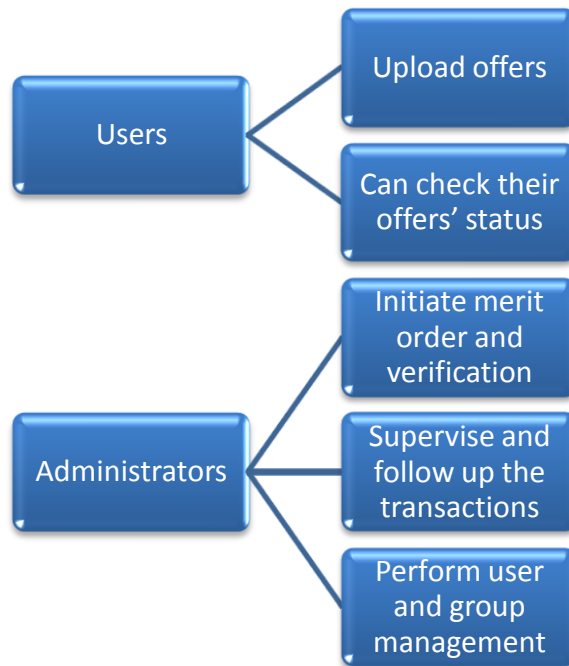 Users
Upload offers
Can check their
offers’ status
Administrators
Initiate merit
order and
verification
Supervise and
follow up the
transactions
Perform user
and group
management